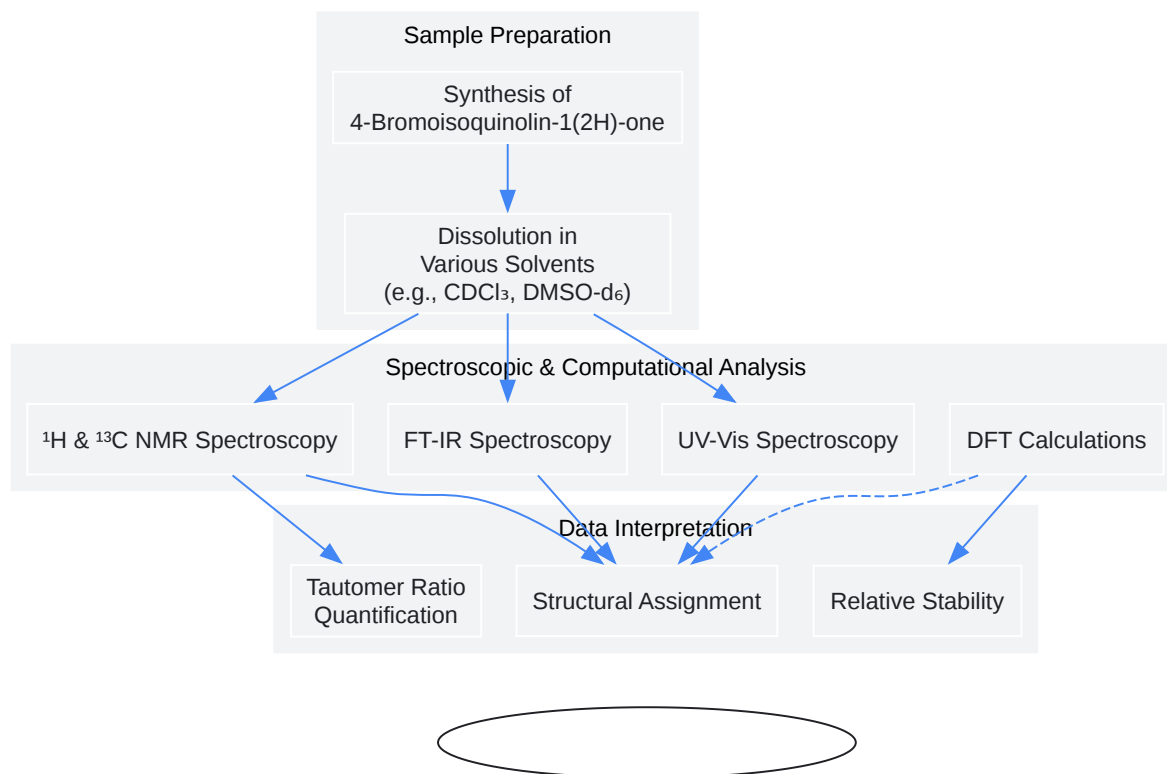 Sample Preparation
Synthesis of
4-Bromoisoquinolin-1(2H)-one
Dissolution in
Various Solvents
(e.g., CDCl₃, DMSO-d₆)
Spectroscopic & Computational Analysis
¹H & ¹³C NMR Spectroscopy
FT-IR Spectroscopy
UV-Vis Spectroscopy
DFT Calculations
Data Interpretation
Tautomer Ratio
Quantification
Structural Assignment
Relative Stability